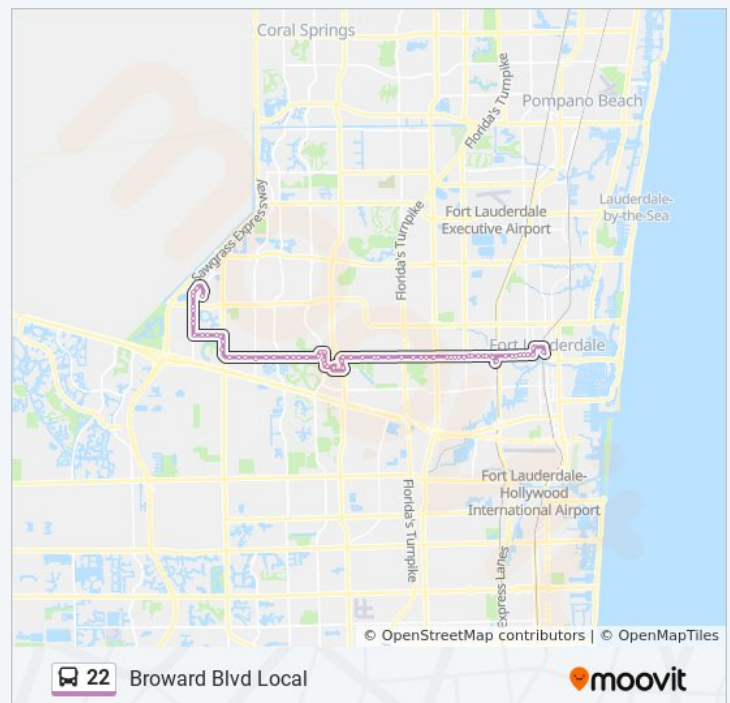 Coral Springs
Florida's Turnpike
Pompano Beach
Sawgrass Expressway
Florida's Turnpike
Fort Lauderdale
Executive Airport
Lauderdale-
by-the-Sea
Fort Lauderdale
Fort Lauderdale-
Hollywood
International Airport
Florida's Turnpike
Express Lanes
© OpenStreetMap contributors | © OpenMapTiles
22 Broward Blvd Local
moovit